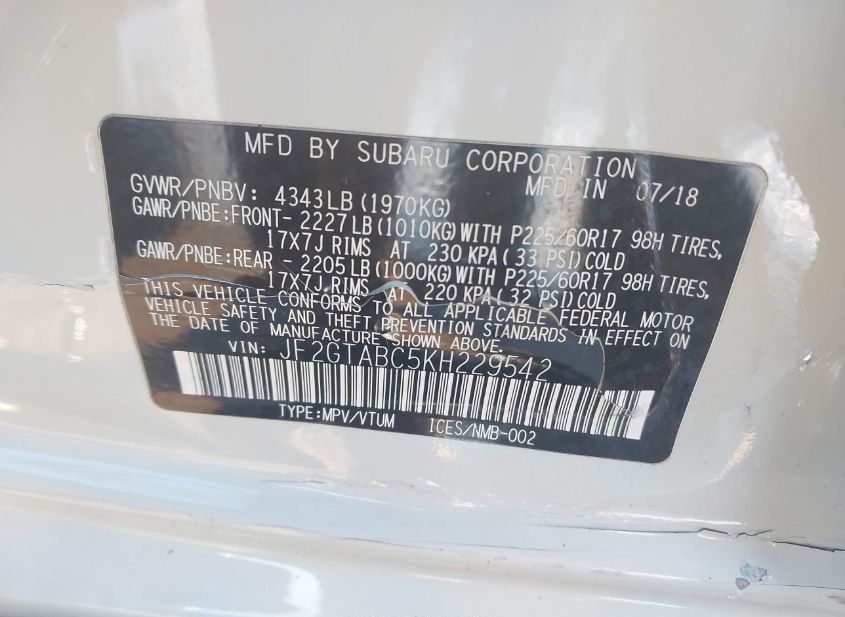 MFD BY SUBARU CORPORATION
MFD IN 07/18
GVWR/PNBV: 4343LB (1970KG)
GAWR/PNBE:FRONT- 2227LB (1010KG) WITH P225/60R17 98H TIRES,
17X7J RIMS AT 230 KPA (33 PSI) COLD
GAWR/PNBE:REAR - 2205LB (1000KG) WITH P225/60R17 98H TIRES,
17X7J RIMS AT 220 KPA (32 PSI) COLD
THIS VEHICLE CONFORMS TO ALL APPLICABLE FEDERAL MOTOR
VEHICLE SAFETY AND THEFT PREVENTION STANDARDS IN EFFECT ON
THE DATE OF MANUFACTURE SHOWN ABOVE.
VIN: JF2GTABC5KH229542
TYPE:MPV/VTUM ICES/NMB-002